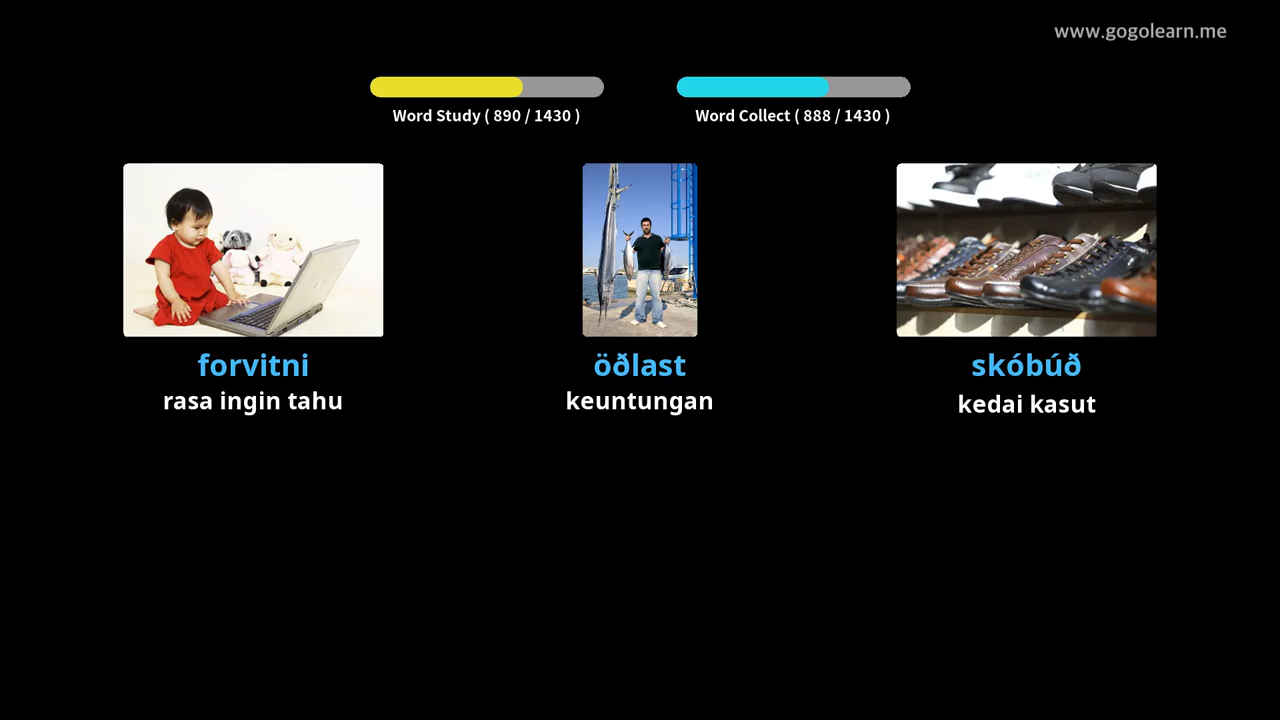 www.gogolearn.me
Word Study ( 890 / 1430 )
Word Collect ( 888 / 1430 )
forvitni
rasa ingin tahu
öðlast
keuntungan
skóbúð
kedai kasut